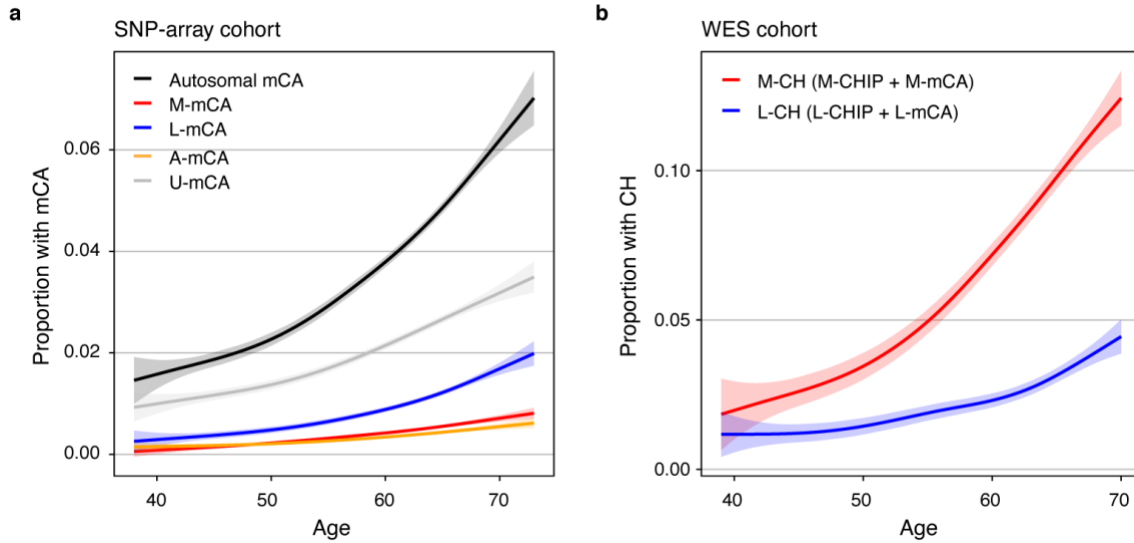 a
SNP-array cohort
Autosomal mCA
M-mCA
L-mCA
A-mCA
U-mCA
Proportion with mCA
0.06
0.04
0.02
0.00
40 50 60 70
Age
b
WES cohort
M-CH (M-CHIP + M-mCA)
L-CH (L-CHIP + L-mCA)
Proportion with CH
0.10
0.05
0.00
40 50 60 70
Age